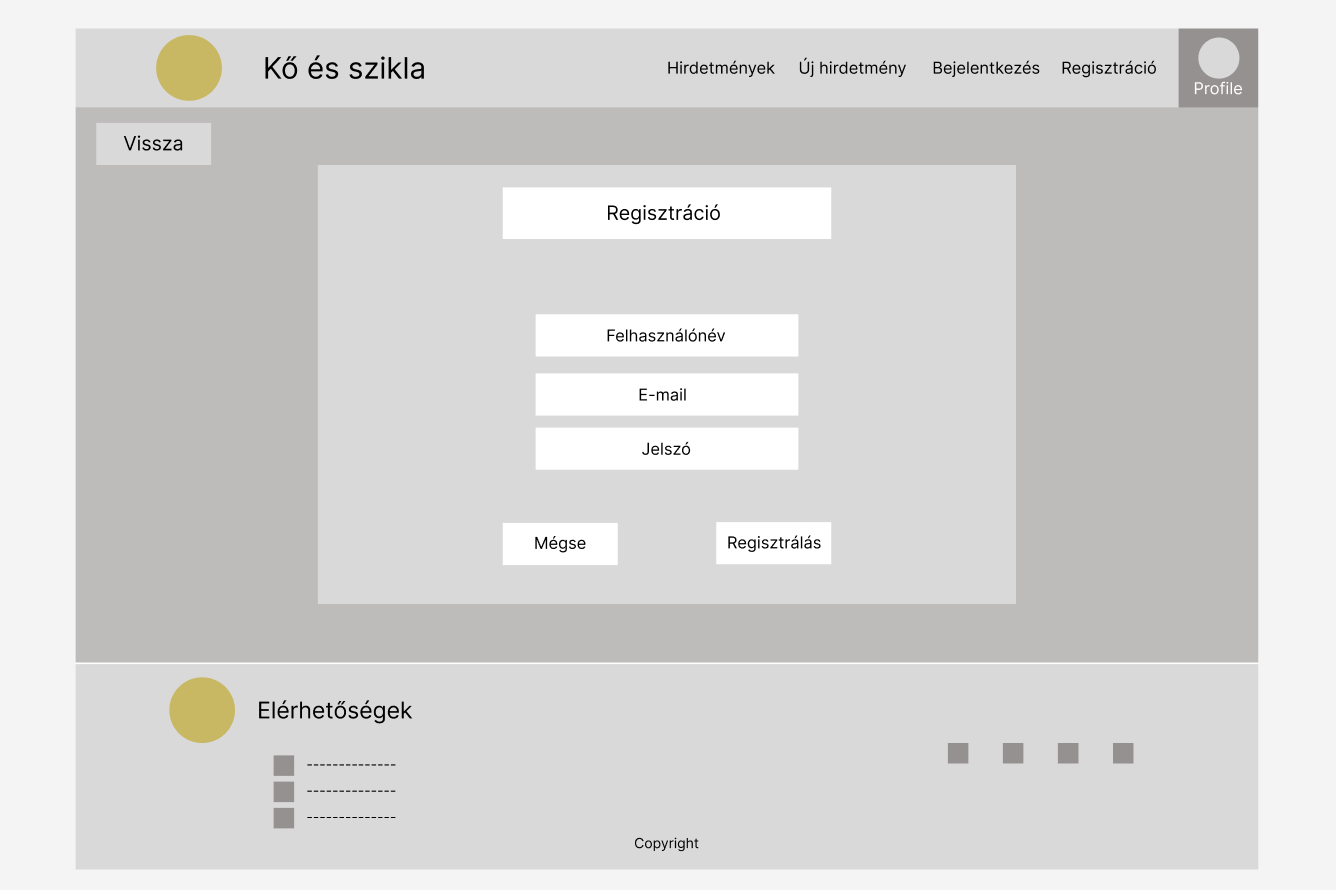 Kő és szikla
Hirdetmények
Új hirdetmény
Bejelentkezés
Regisztráció
Profile
Vissza
Regisztráció
Felhasználónév
E-mail
Jelszó
Mégse
Regisztrálás
Elérhetőségek
--------------
--------------
--------------
Copyright